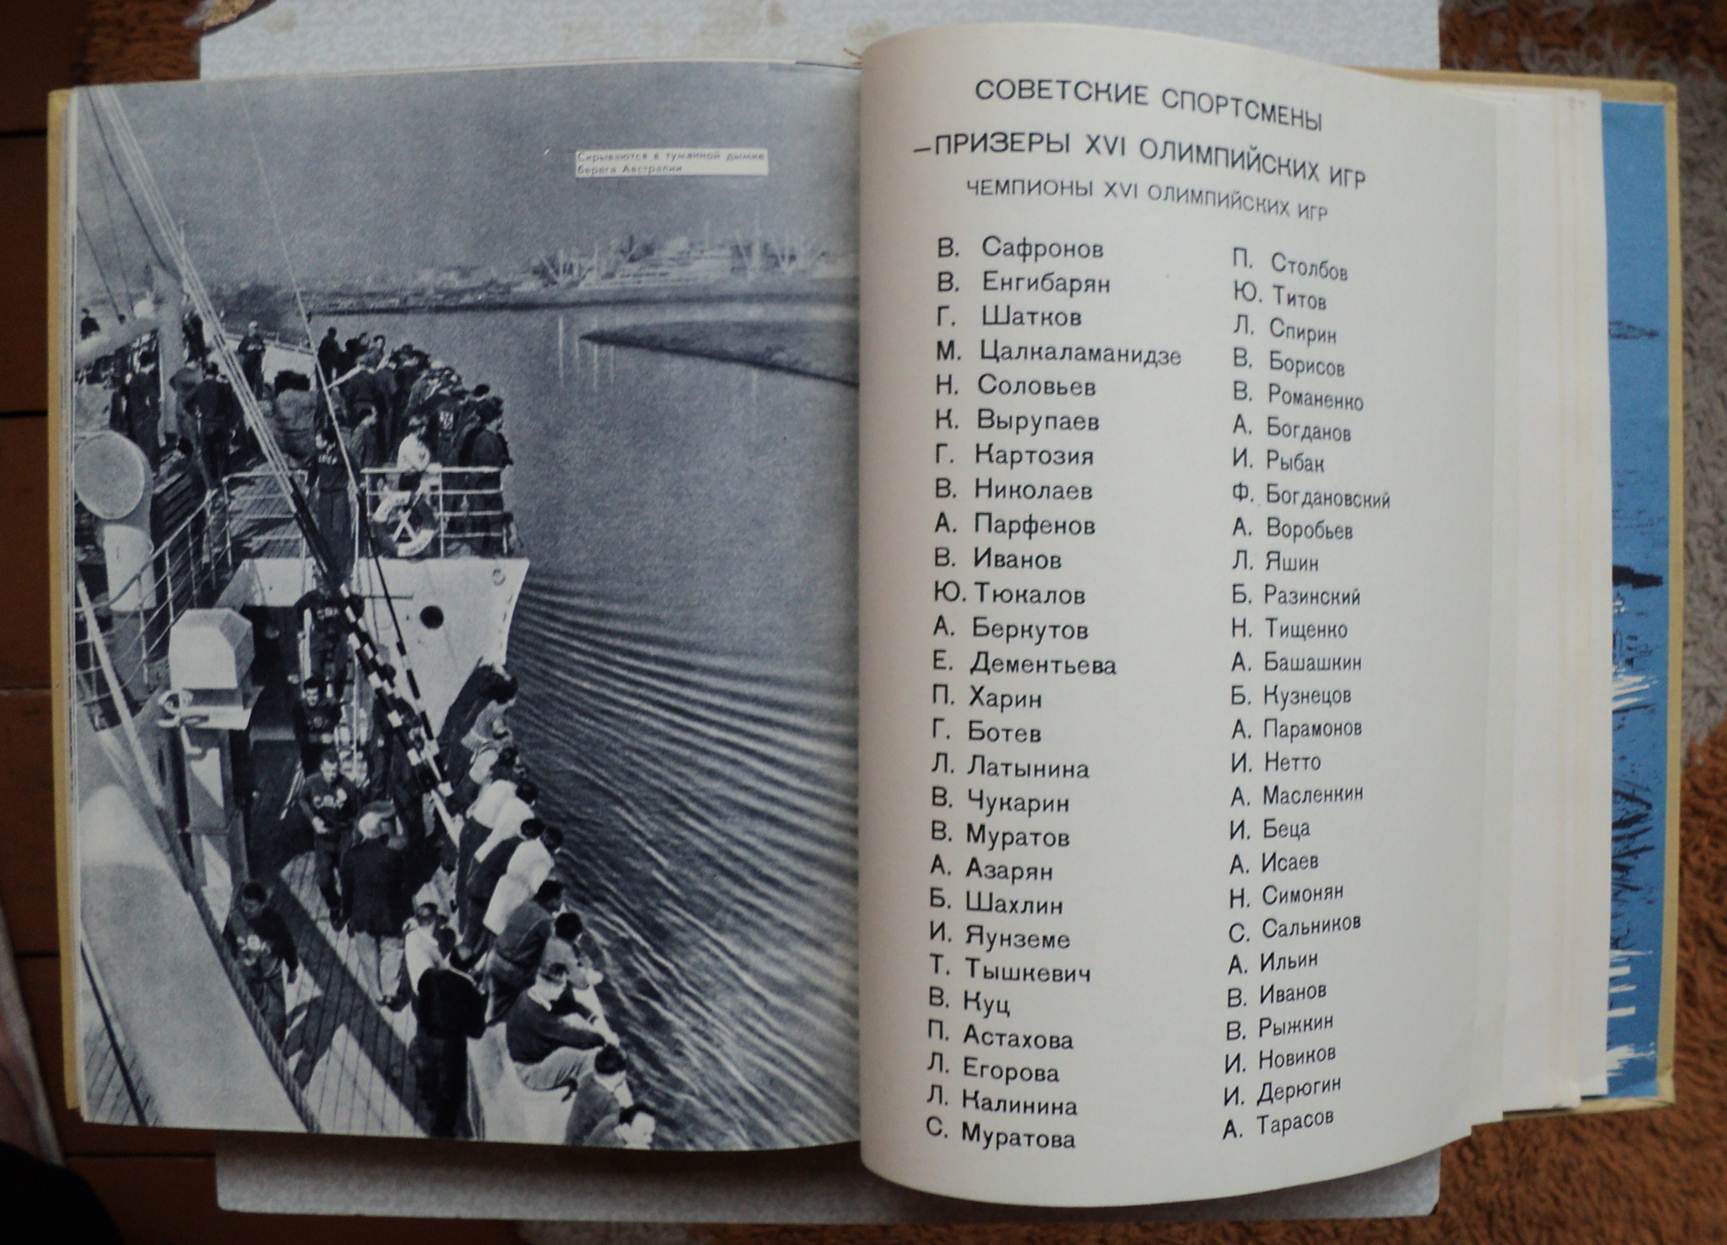 Скрываются в туманной дымке
берега Австралии
СОВЕТСКИЕ СПОРТСМЕНЫ
—ПРИЗЕРЫ XVI ОЛИМПИЙСКИХ ИГР
ЧЕМПИОНЫ XVI ОЛИМПИЙСКИХ ИГР
В. Сафронов
В. Енгибарян
Г. Шатков
М. Цалкаламанидзе
Н. Соловьев
К. Вырупаев
Г. Картозия
В. Николаев
А. Парфенов
В. Иванов
Ю. Тюкалов
А. Беркутов
Е. Дементьева
П. Харин
Г. Ботев
Л. Латынина
В. Чукарин
В. Муратов
А. Азарян
Б. Шахлин
И. Яунземе
Т. Тышкевич
В. Куц
П. Астахова
Л. Егорова
Л. Калинина
С. Муратова
П. Столбов
Ю. Титов
Л. Спирин
В. Борисов
В. Романенко
А. Богданов
И. Рыбак
Ф. Богдановский
А. Воробьев
Л. Яшин
Б. Разинский
Н. Тищенко
А. Башашкин
Б. Кузнецов
А. Парамонов
И. Нетто
А. Масленкин
И. Беца
А. Исаев
Н. Симонян
С. Сальников
А. Ильин
В. Иванов
В. Рыжкин
И. Новиков
И. Дерюгин
А. Тарасов